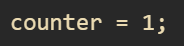 counter = 1;